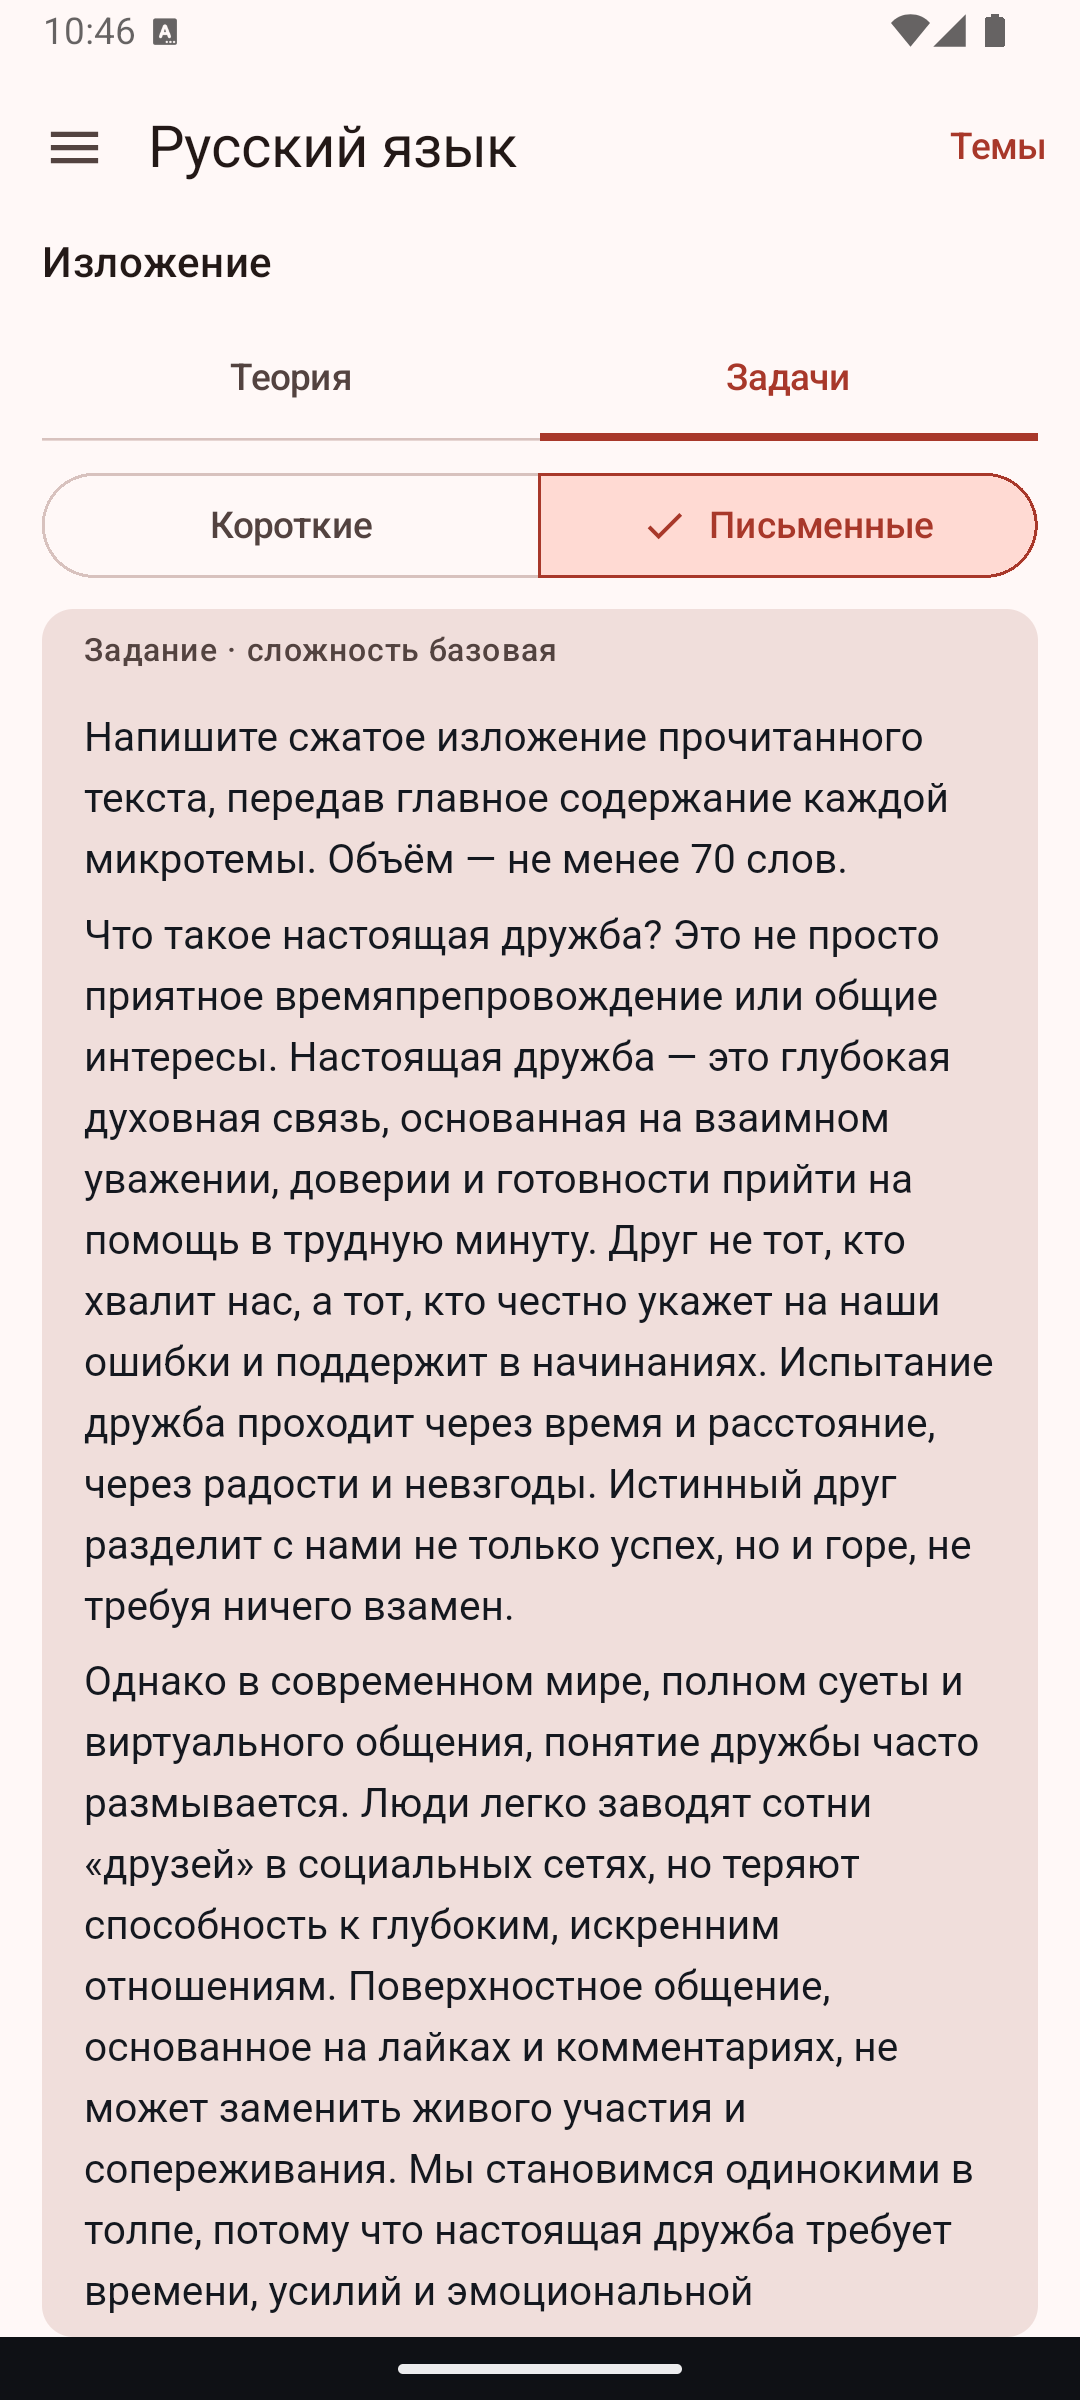 10:46
Русский язык
Темы
Изложение
Теория
Задачи
Короткие
Письменные
Задание · сложность базовая
Напишите сжатое изложение прочитанного
текста, передав главное содержание каждой
микротемы. Объём — не менее 70 слов.
Что такое настоящая дружба? Это не просто
приятное времяпрепровождение или общие
интересы. Настоящая дружба — это глубокая
духовная связь, основанная на взаимном
уважении, доверии и готовности прийти на
помощь в трудную минуту. Друг не тот, кто
хвалит нас, а тот, кто честно укажет на наши
ошибки и поддержит в начинаниях. Испытание
дружба проходит через время и расстояние,
через радости и невзгоды. Истинный друг
разделит с нами не только успех, но и горе, не
требуя ничего взамен.
Однако в современном мире, полном суеты и
виртуального общения, понятие дружбы часто
размывается. Люди легко заводят сотни
«друзей» в социальных сетях, но теряют
способность к глубоким, искренним
отношениям. Поверхностное общение,
основанное на лайках и комментариях, не
может заменить живого участия и
сопереживания. Мы становимся одинокими в
толпе, потому что настоящая дружба требует
времени, усилий и эмоциональной